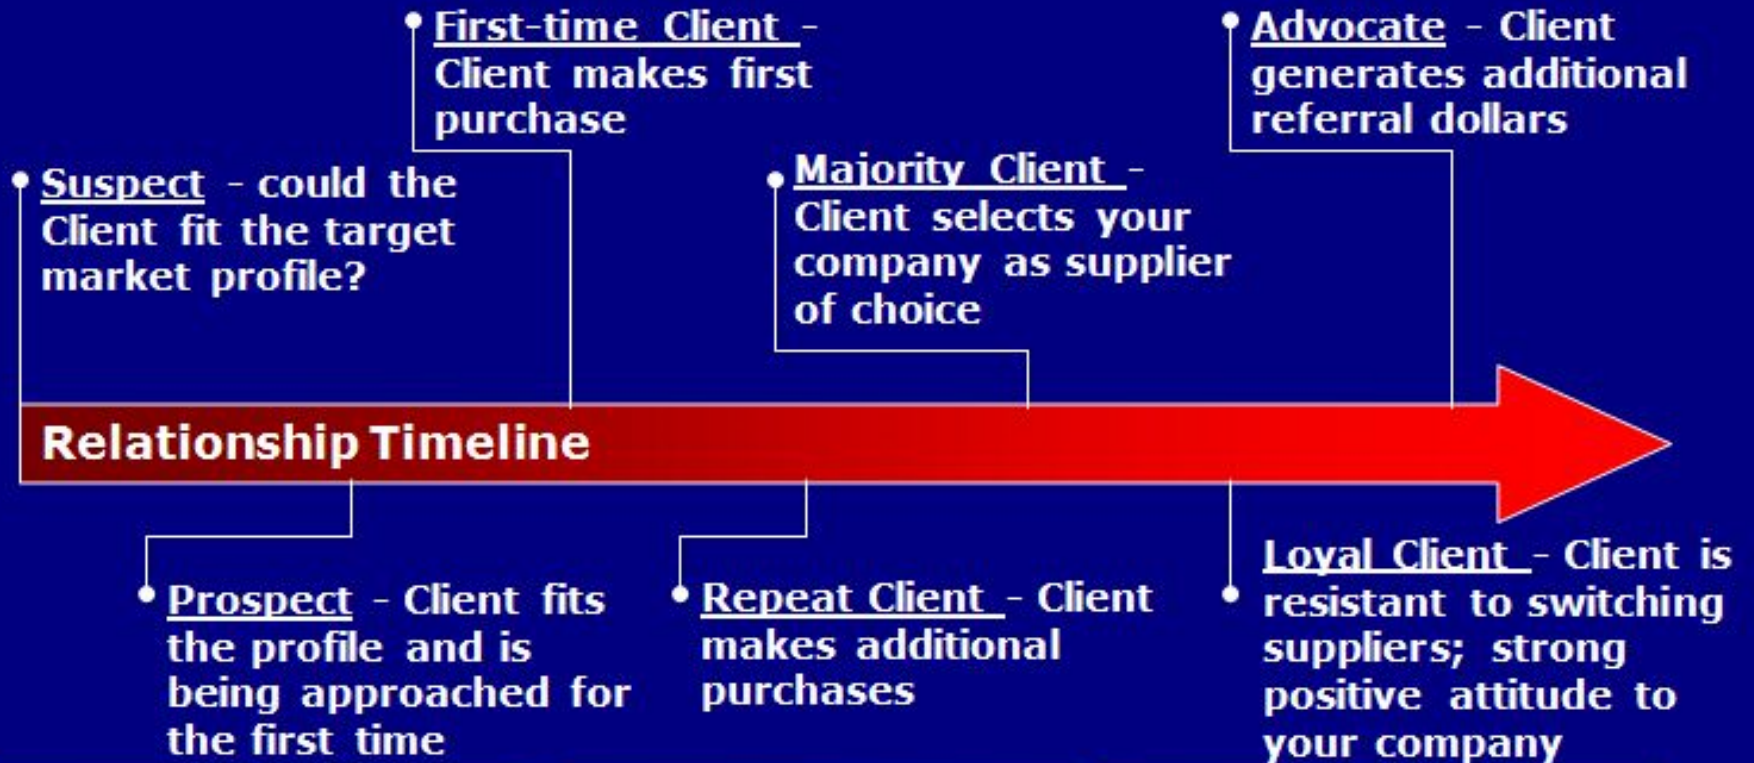 First-time Client -
Client makes first
purchase
Advocate - Client
generates additional
referral dollars
Suspect - could the
Client fit the target
market profile?
Majority Client -
Client selects your
company as supplier
of choice
Relationship Timeline
Prospect - Client fits
the profile and is
being approached for
the first time
Repeat Client - Client
makes additional
purchases
Loyal Client - Client is
resistant to switching
suppliers; strong
positive attitude to
your company